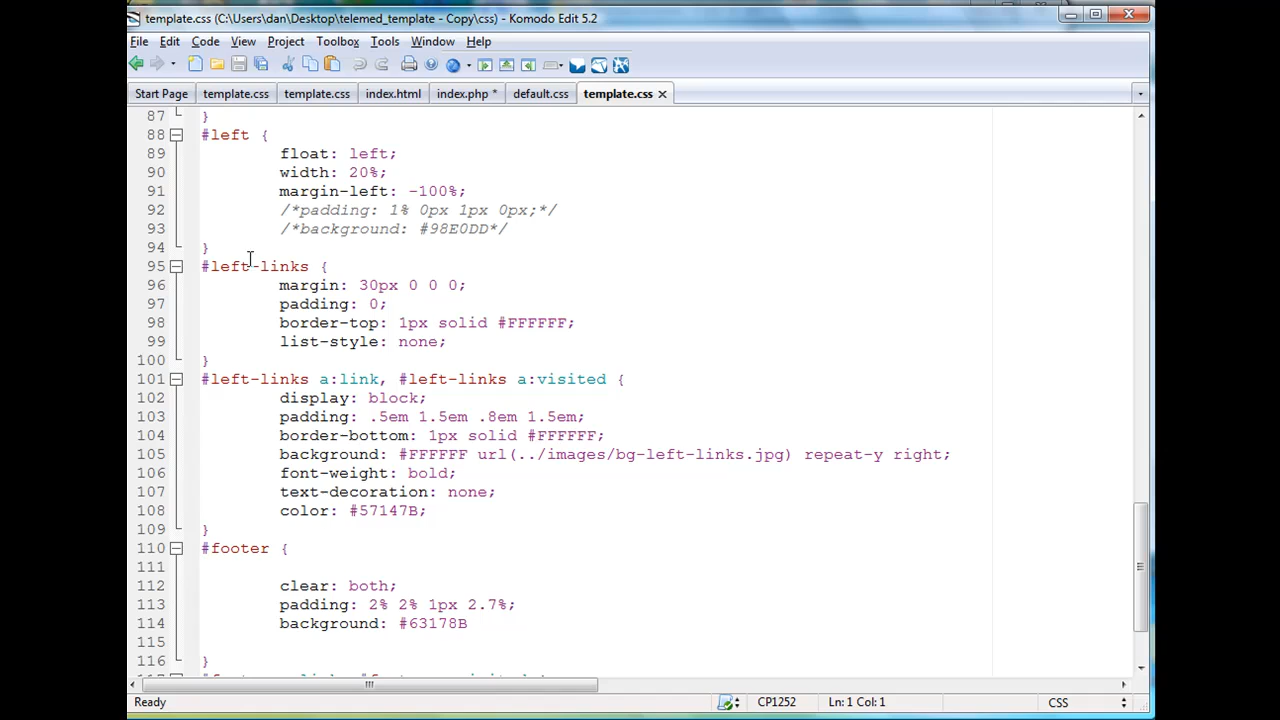 template.css (C:\Users\dan\Desktop\telemed_template - Copy\css) - Komodo Edit 5.2
File Edit Code View Project Toolbox Tools Window Help
Start Page template.css template.css index.html index.php * default.css template.css
87 }
88 #left {
89 float: left;
90 width: 20%;
91 margin-left: -100%;
92 /*padding: 1% 0px 1px 0px;*/
93 /*background: #98E0DD*/
94 }
95 #left-links {
96 margin: 30px 0 0 0;
97 padding: 0;
98 border-top: 1px solid #FFFFFF;
99 list-style: none;
100 }
101 #left-links a:link, #left-links a:visited {
102 display: block;
103 padding: .5em 1.5em .8em 1.5em;
104 border-bottom: 1px solid #FFFFFF;
105 background: #FFFFFF url(../images/bg-left-links.jpg) repeat-y right;
106 font-weight: bold;
107 text-decoration: none;
108 color: #57147B;
109 }
110 #footer {
111
112 clear: both;
113 padding: 2% 2% 1px 2.7%;
114 background: #63178B
115
116 }
Ready CP1252 Ln: 1 Col: 1 CSS